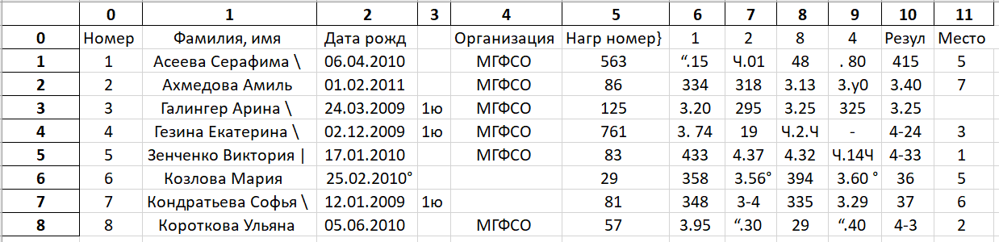 0 1 2 3 4 5 6 7 8 9 10 11
0 Номер Фамилия, имя Дата рожд Организация Нагр номер} 1 2 8 4 Резул Место
1 1 Асеева Серафима \ 06.04.2010 МГФСО 563 “.15 Ч.01 48 . 80 415 5
2 2 Ахмедова Амиль 01.02.2011 МГФСО 86 334 318 3.13 3.у0 3.40 7
3 3 Галингер Арина \ 24.03.2009 1ю МГФСО 125 3.20 295 3.25 325 3.25
4 4 Гезина Екатерина \ 02.12.2009 1ю МГФСО 761 3. 74 19 Ч.2.Ч - 4-24 3
5 5 Зенченко Виктория | 17.01.2010 МГФСО 83 433 4.37 4.32 Ч.14Ч 4-33 1
6 6 Козлова Мария 25.02.2010° 29 358 3.56° 394 3.60 ° 36 5
7 7 Кондратьева Софья \ 12.01.2009 1ю 81 348 3-4 335 3.29 37 6
8 8 Короткова Ульяна 05.06.2010 МГФСО 57 3.95 “.30 29 “.40 4-3 2